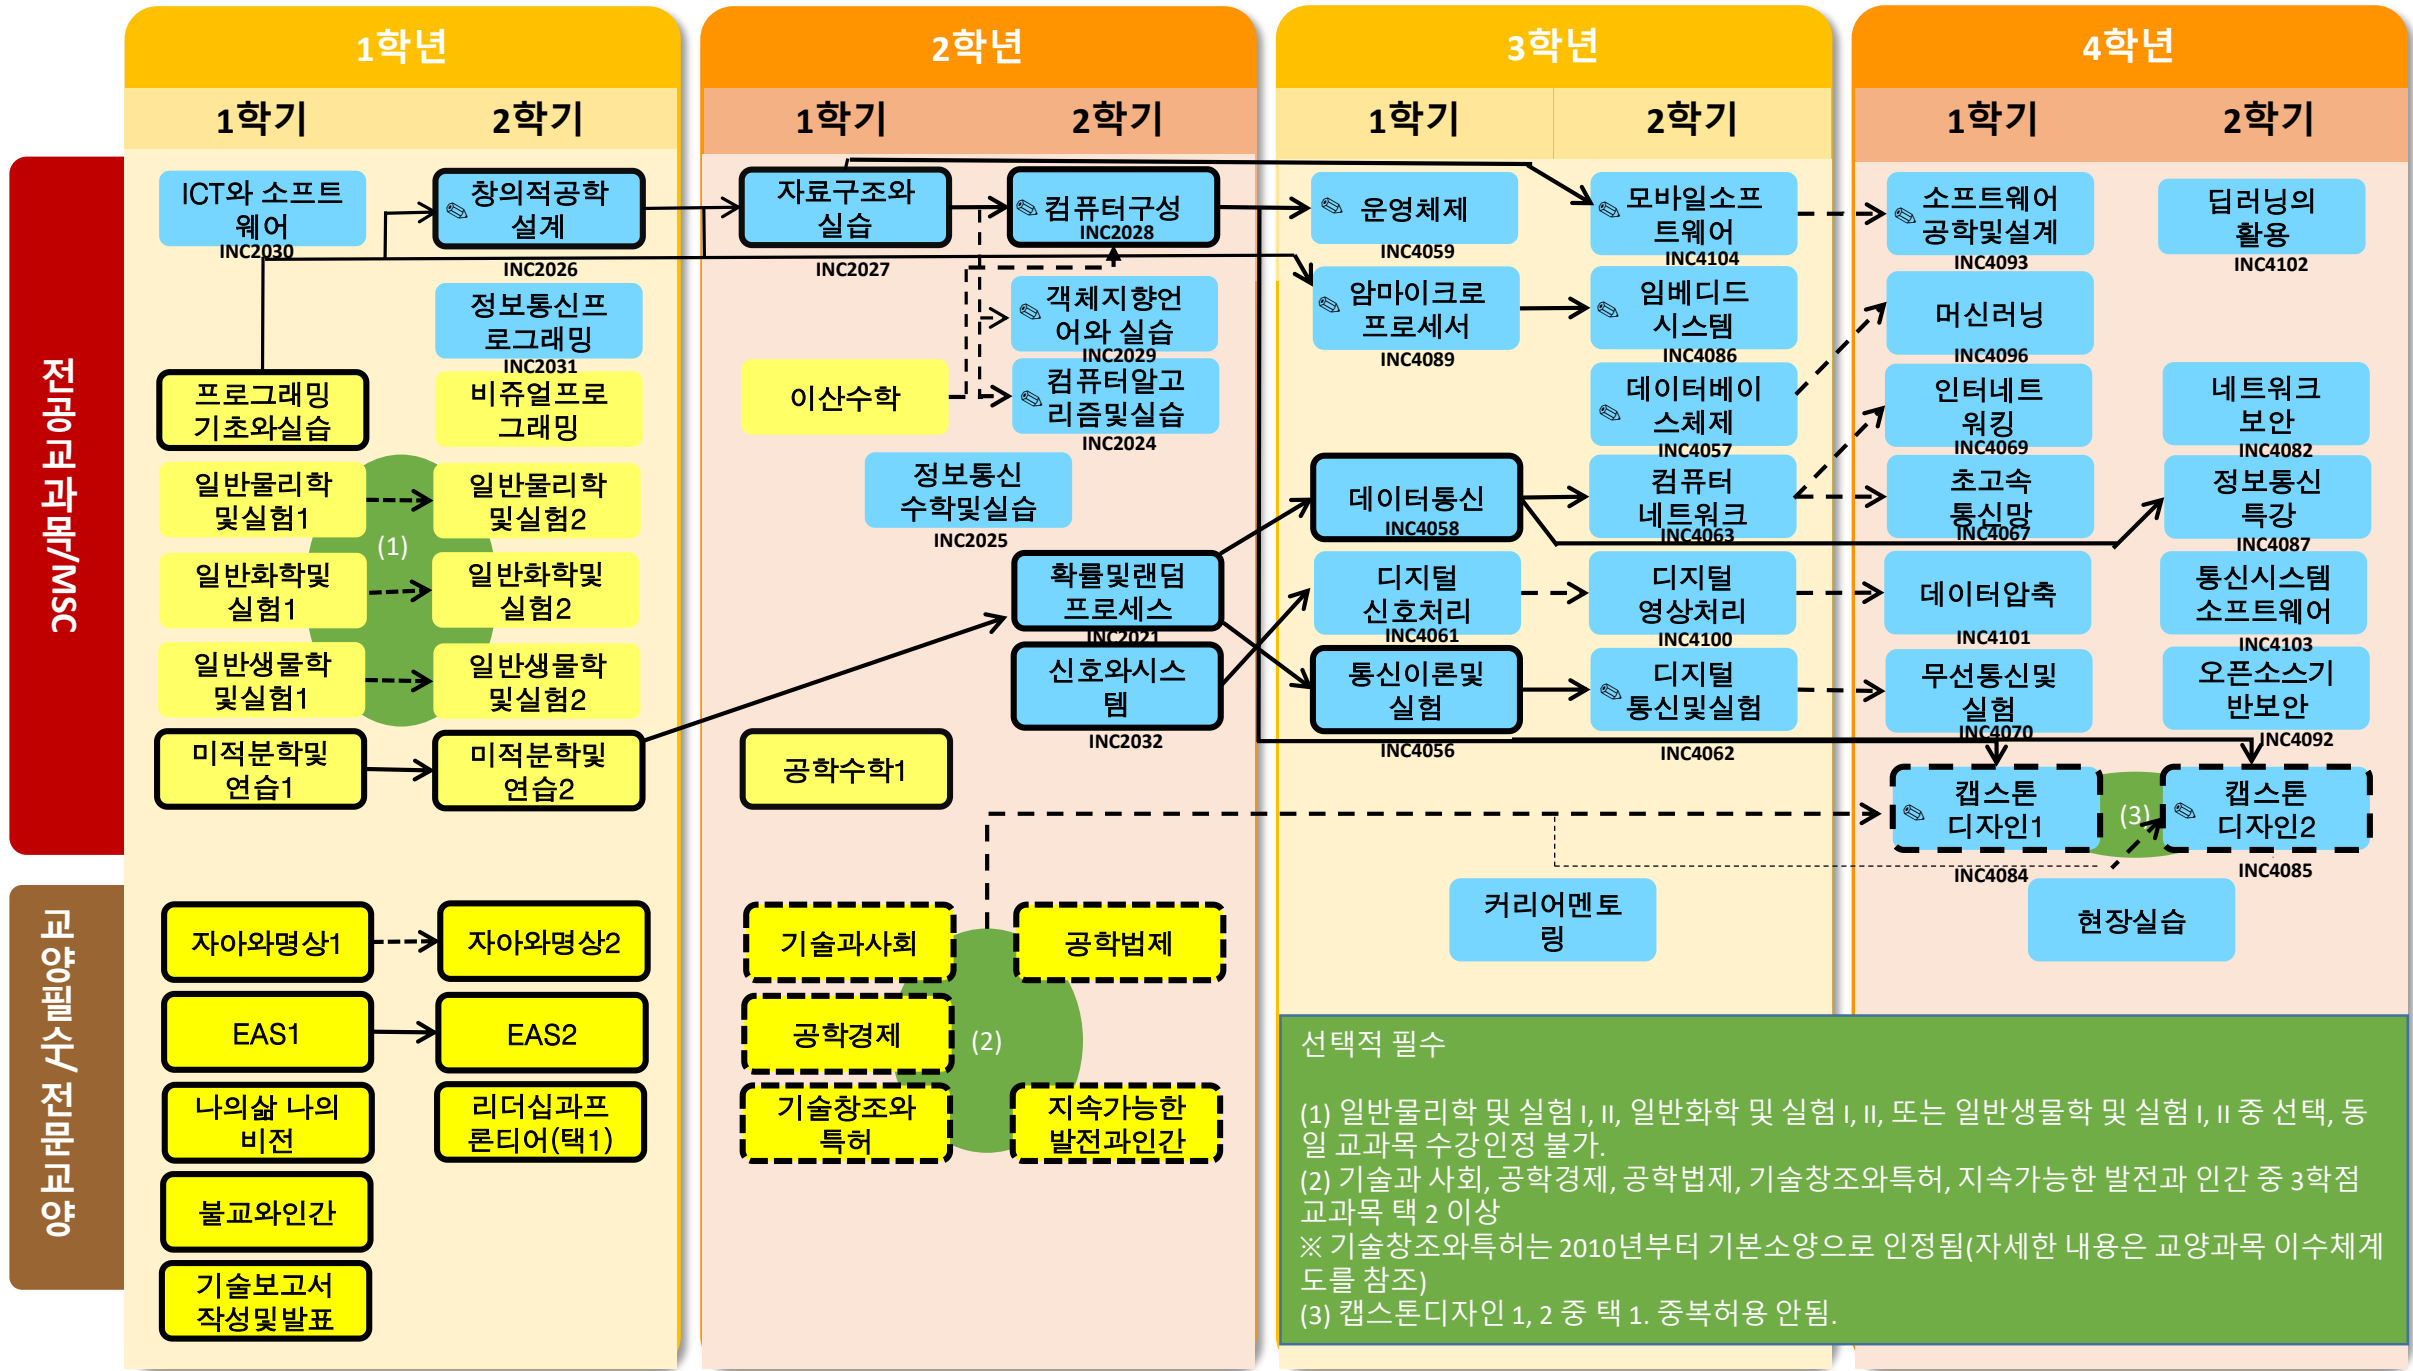 1학년
2학년
3학년
4학년
1학기
2학기
1학기
2학기
1학기
2학기
1학기
2학기
전공교과목/MSC
ICT와 소프트
웨어
INC2030
프로그래밍
기초와실습
일반물리학
및실험1
일반화학및
실험1
일반생물학
및실험1
미적분학및
연습1
창의적공학
설계
INC2026
정보통신프
로그래밍
INC2031
비쥬얼프로
그래밍
일반물리학
및실험2
일반화학및
실험2
일반생물학
및실험2
미적분학및
연습2
(1)
자료구조와
실습
INC2027
이산수학
정보통신
수학및실습
INC2025
공학수학1
컴퓨터구성
INC2028
객체지향언
어와 실습
INC2029
컴퓨터알고
리즘및실습
INC2024
확률및랜덤
프로세스
INC2021
신호와시스
템
INC2032
운영체제
INC4059
암마이크로
프로세서
INC4089
데이터통신
INC4058
디지털
신호처리
INC4061
통신이론및
실험
INC4056
모바일소프
트웨어
INC4104
임베디드
시스템
INC4086
데이터베이
스체제
INC4057
컴퓨터
네트워크
INC4063
디지털
영상처리
INC4100
디지털
통신및실험
INC4062
소프트웨어
공학및설계
INC4093
머신러닝
INC4096
인터네트
워킹
INC4069
초고속
통신망
INC4067
데이터압축
INC4101
무선통신및
실험
INC4070
캡스톤
디자인1
INC4084
(3)
딥러닝의
활용
INC4102
네트워크
보안
INC4082
정보통신
특강
INC4087
통신시스템
소프트웨어
INC4103
오픈소스기
반보안
INC4092
캡스톤
디자인2
INC4085
교양필수/전문교양
자아와명상1
EAS1
나의삶 나의
비전
불교와인간
기술보고서
작성및발표
자아와명상2
EAS2
리더십과프
론티어(택1)
기술과사회
공학경제
기술창조와
특허
(2)
공학법제
지속가능한
발전과인간
커리어멘토
링
현장실습
선택적 필수
(1) 일반물리학 및 실험 I, II, 일반화학 및 실험 I, II, 또는 일반생물학 및 실험 I, II 중 선택, 동
일 교과목 수강인정 불가.
(2) 기술과 사회, 공학경제, 공학법제, 기술창조와특허, 지속가능한 발전과 인간 중 3학점
교과목 택 2 이상
※ 기술창조와특허는 2010년부터 기본소양으로 인정됨(자세한 내용은 교양과목 이수체계
도를 참조)
(3) 캡스톤디자인 1, 2 중 택 1. 중복허용 안됨.